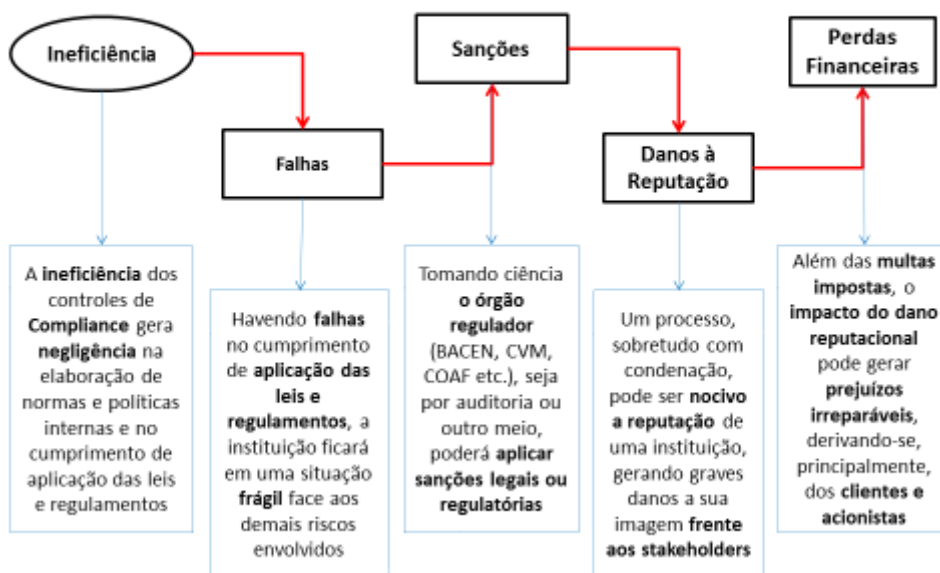 Ineficiência
Falhas
Sanções
Danos à
Reputação
Perdas
Financeiras
A ineficiência dos
controles de
Compliance gera
negligência na
elaboração de
normas e políticas
internas e no
cumprimento de
aplicação das leis
e regulamentos
Havendo falhas
no cumprimento
de aplicação das
leis e
regulamentos, a
instituição ficará
em uma situação
frágil face aos
demais riscos
envolvidos
Tomando ciência
o órgão
regulador
(BACEN, CVM,
COAF etc.), seja
por auditoria ou
outro meio,
poderá aplicar
sanções legais ou
regulatórias
Um processo,
sobretudo com
condenação,
pode ser nocivo
a reputação de
uma instituição,
gerando graves
danos a sua
imagem frente
aos stakeholders
Além das multas
impostas, o
impacto do dano
reputacional
pode gerar
prejuízos
irreparáveis,
derivando-se,
principalmente,
dos clientes e
acionistas